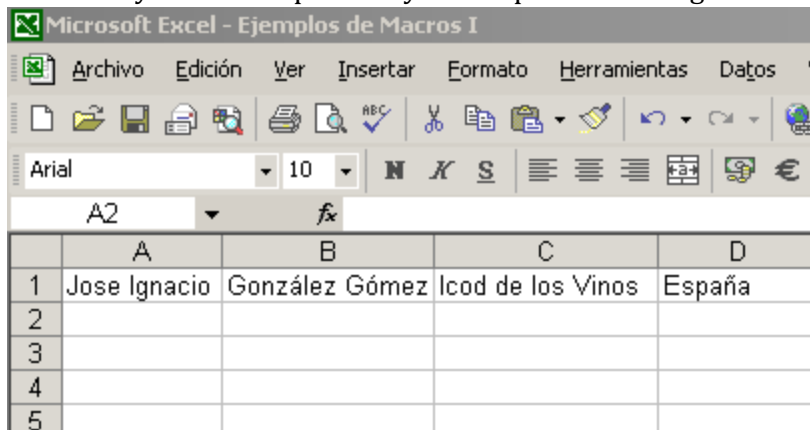 Microsoft Excel - Ejemplos de Macros I
Archivo Edición Ver Insertar Formato Herramientas Datos
ABC
Arial 10 N K S €
A2 fx
A B C D
1 Jose Ignacio González Gómez Icod de los Vinos España
2
3
4
5